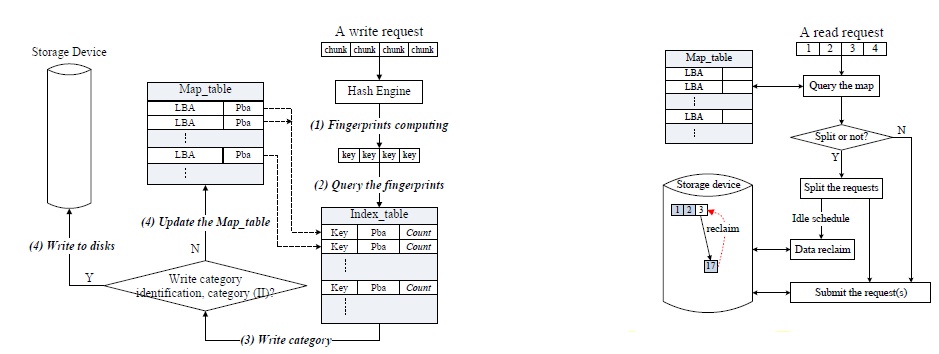 A write request
chunk chunk chunk chunk
Storage Device
Hash Engine
(1) Fingerprints computing
key key key key
(2) Query the fingerprints
Map_table
LBA Pba
LBA Pba
⋮
LBA Pba
⋮
Index_table
Key Pba Count
Key Pba Count
⋮
Key Pba Count
⋮
(4) Update the Map_table
(4) Write to disks
N
Y
Write category
identification, category (II)?
(3) Write category
A read request
1 2 3 4
Map_table
LBA
LBA
⋮
LBA
⋮
Query the map
Split or not?
N
Y
Split the requests
Idle schedule
Storage device
1 2 3
reclaim
17
Data reclaim
Submit the request(s)